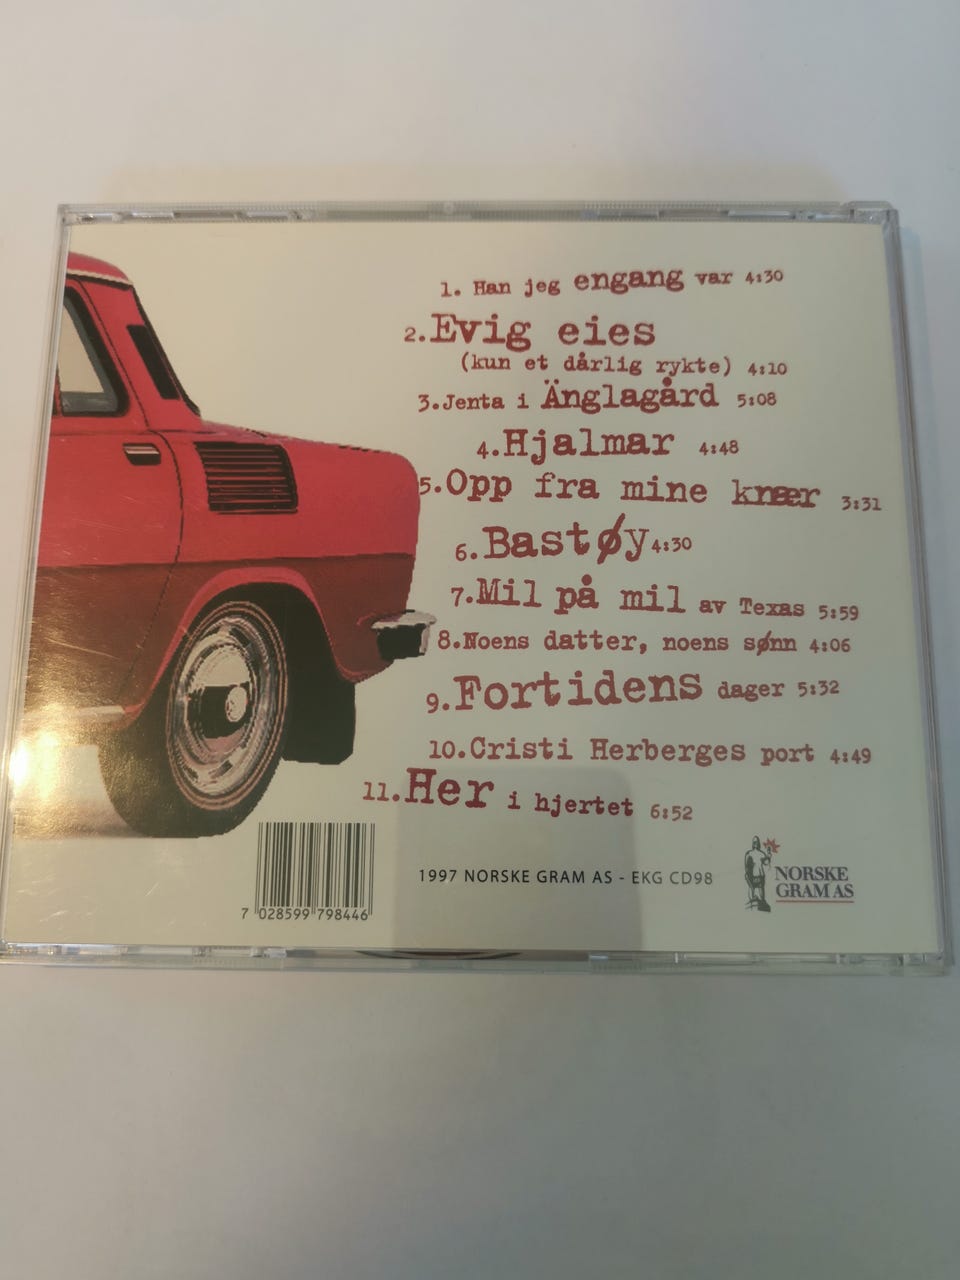 1. Han jeg engang var 4:30
2. Evig eies
(kun et dårlig rykte) 4:10
3. Jenta i Änglagård 5:08
4. Hjalmar 4:48
5. Opp fra mine knær 3:31
6. Bastøy 4:30
7. Mil på mil av Texas 5:59
8. Noens datter, noens sønn 4:06
9. Fortidens dager 5:32
10. Cristi Herberges port 4:49
11. Her i hjertet 6:52
1997 NORSKE GRAM AS - EKG CD98
NORSKE
GRAM AS
7 028599 798446